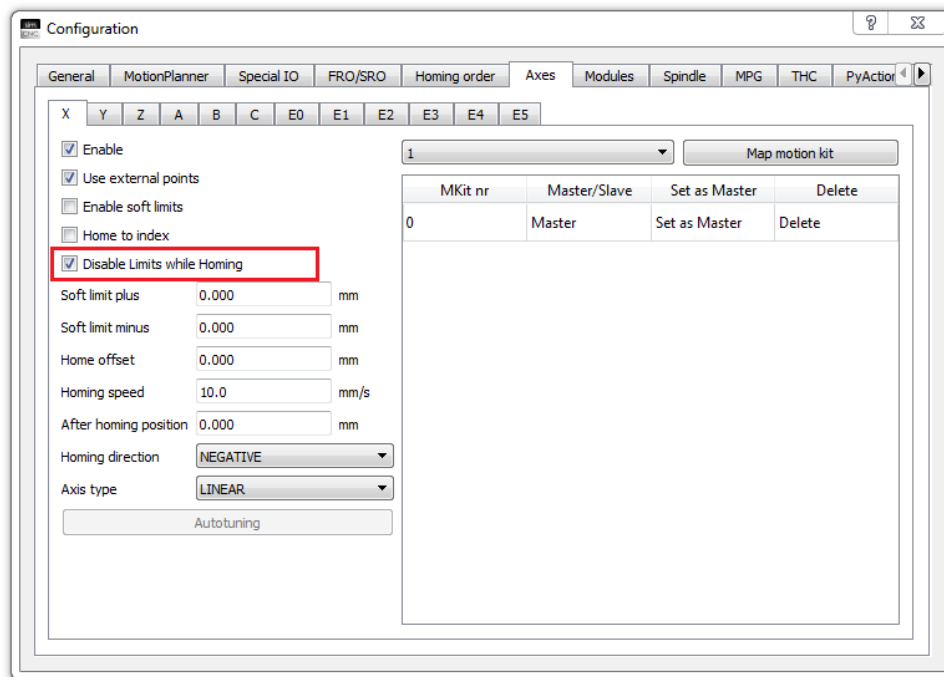 sim CNC Configuration
General MotionPlanner Special IO FRO/SRO Homing order Axes Modules Spindle MPG THC PyAction
X Y Z A B C E0 E1 E2 E3 E4 E5
Enable
1 Map motion kit
Use external points
MKit nr Master/Slave Set as Master Delete
Enable soft limits
0 Master Set as Master Delete
Home to index
Disable Limits while Homing
Soft limit plus 0.000 mm
Soft limit minus 0.000 mm
Home offset 0.000 mm
Homing speed 10.0 mm/s
After homing position 0.000 mm
Homing direction NEGATIVE
Axis type LINEAR
Autotuning